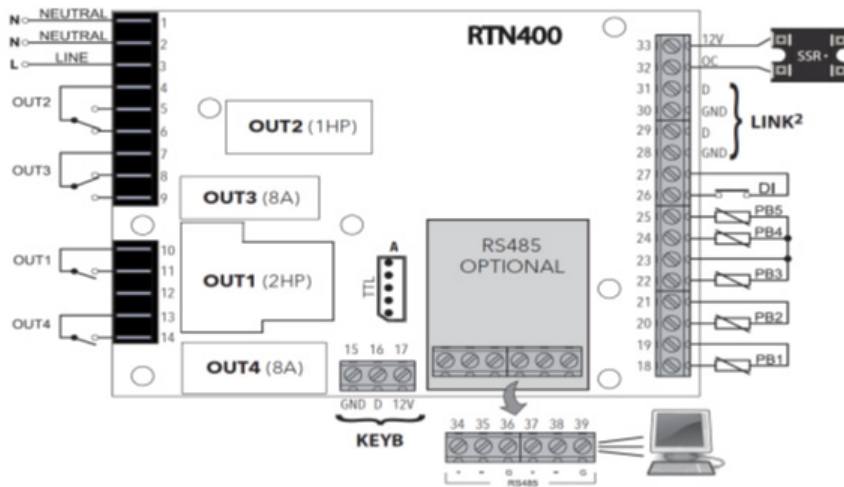 RTN400
N NEUTRAL 1
N NEUTRAL 2
L LINE 3
4
OUT2 5
6
7
OUT3 8
9
10
OUT1 11
12
13
OUT4 14
OUT2 (1HP)
OUT3 (8A)
OUT1 (2HP)
OUT4 (8A)
A
TTL
RS485
OPTIONAL
15 16 17
GND D 12V
KEYB
33 12V
32 OC
SSR
31 D
30 GND
29 D
28 GND
LINK²
27
26 DI
25 PB5
24 PB4
23
22 PB3
21
20 PB2
19
18 PB1
34 35 36 37 38 39
G G
RS485